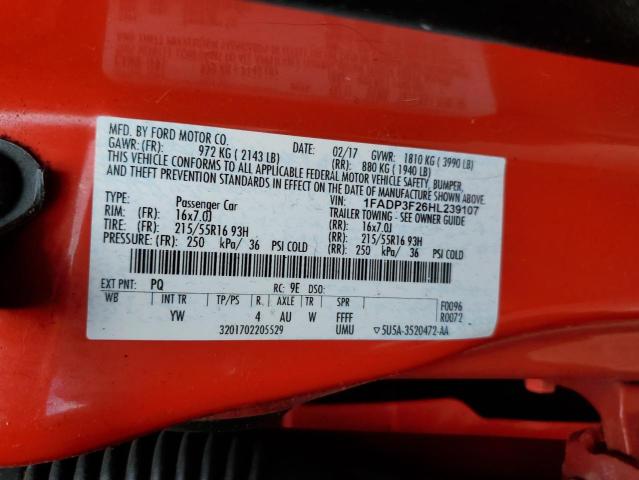 MFD. BY FORD MOTOR CO.
DATE: 02/17 GVWR: 1810 KG ( 3990 LB)
GAWR: (FR): 972 KG ( 2143 LB) (RR): 880 KG ( 1940 LB)
THIS VEHICLE CONFORMS TO ALL APPLICABLE FEDERAL MOTOR VEHICLE SAFETY, BUMPER,
AND THEFT PREVENTION STANDARDS IN EFFECT ON THE DATE OF MANUFACTURE SHOWN ABOVE.
VIN: 1FADP3F26HL239107
TYPE: Passenger Car TRAILER TOWING - SEE OWNER GUIDE
RIM: (FR): 16x7.0J (RR): 16x7.0J
TIRE: (FR): 215/55R16 93H (RR): 215/55R16 93H
PRESSURE: (FR) 250 kPa/ 36 PSI COLD (RR) 250 kPa/ 36 PSI COLD
EXT PNT: PQ RC: 9E DSO:
WB INT TR TP/PS R. AXLE TR SPR F0096
YW 4 AU W FFFF R0072
3201702205529 UMU ▽5U5A-3520472-AA